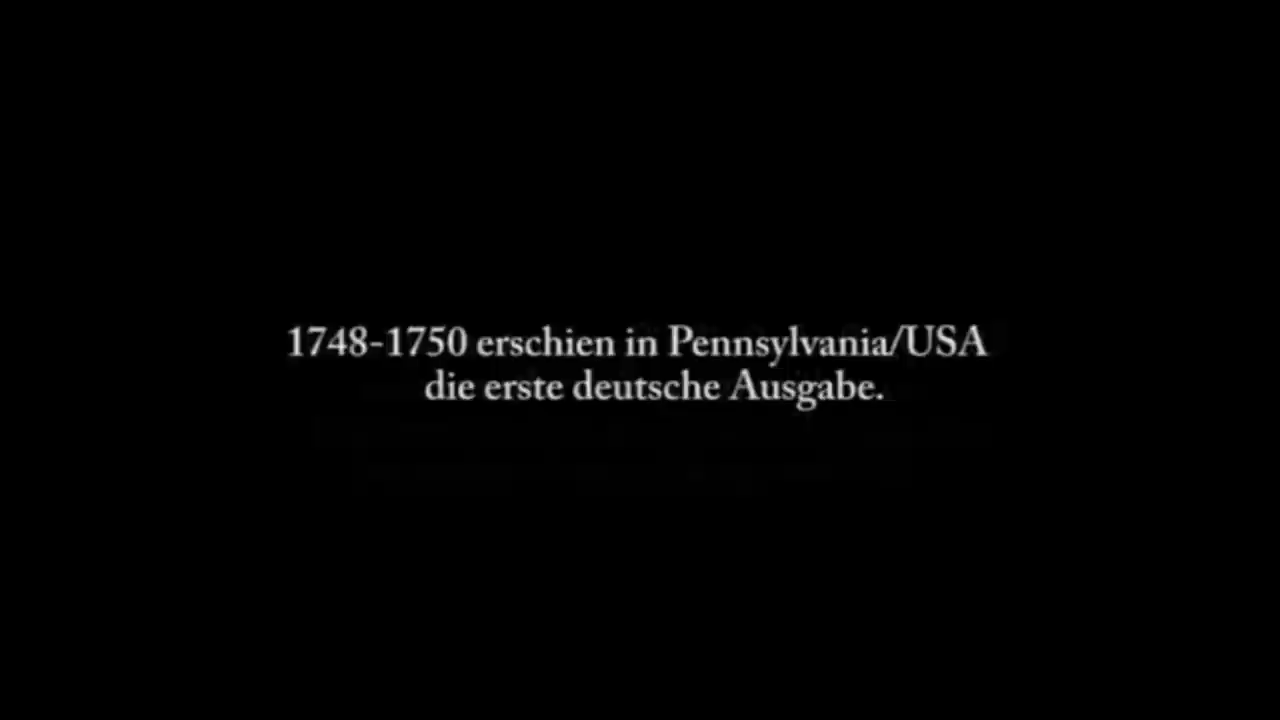 1748-1750 erschien in Pennsylvania/USA
die erste deutsche Ausgabe.